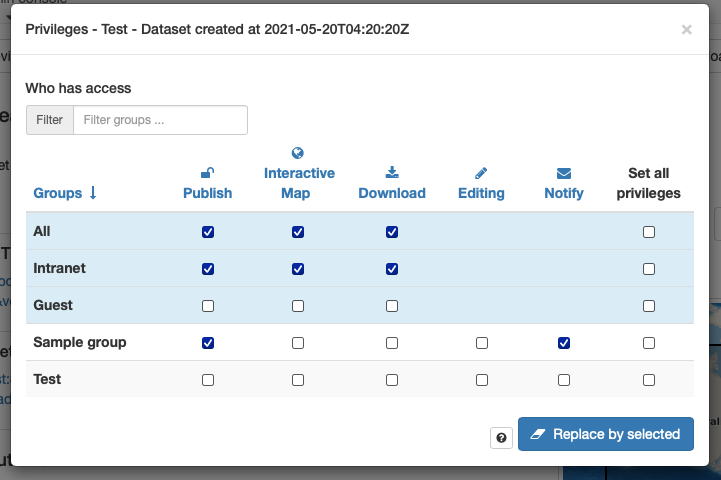 Privileges - Test - Dataset created at 2021-05-20T04:20:20Z
×
Who has access
Filter Filter groups ...
Groups Publish Interactive Map Download Editing Notify Set all privileges
All
Intranet
Guest
Sample group
Test
Replace by selected